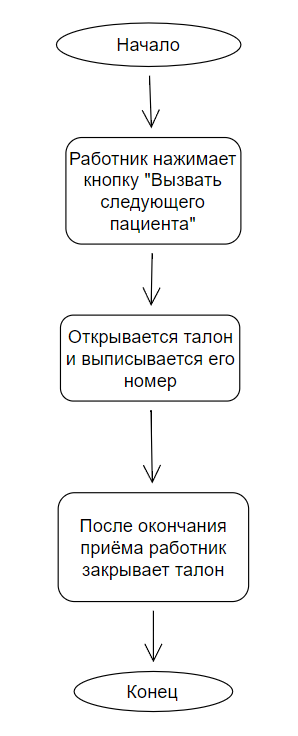 Начало
Работник нажимает
кнопку "Вызвать
следующего
пациента"
Открывается талон
и выписывается его
номер
После окончания
приёма работник
закрывает талон
Конец